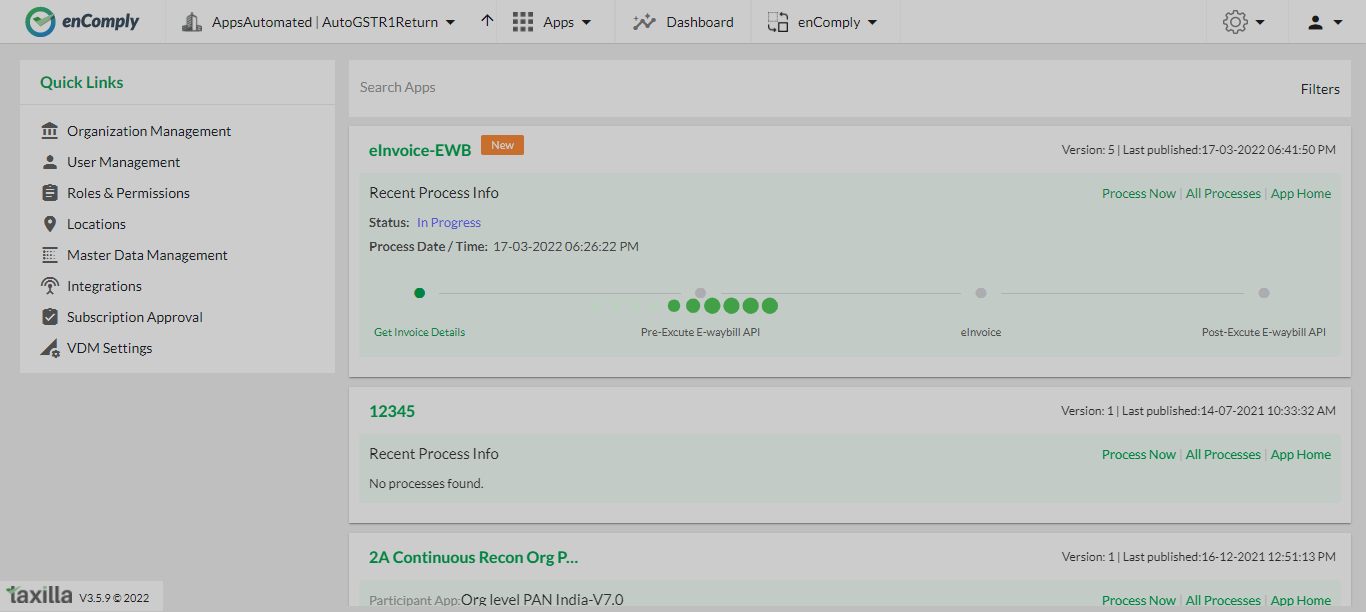 enComply
AppsAutomated | AutoGSTR1Return
Apps
Dashboard
enComply
Quick Links
Organization Management
User Management
Roles & Permissions
Locations
Master Data Management
Integrations
Subscription Approval
VDM Settings
Search Apps
Filters
eInvoice-EWB New
Version: 5 | Last published:17-03-2022 06:41:50 PM
Recent Process Info
Process Now | All Processes | App Home
Status: In Progress
Process Date / Time: 17-03-2022 06:26:22 PM
Get Invoice Details
Pre-Excute E-waybill API
eInvoice
Post-Excute E-waybill API
12345
Version: 1 | Last published:14-07-2021 10:33:32 AM
Recent Process Info
Process Now | All Processes | App Home
No processes found.
2A Continuous Recon Org P...
Version: 1 | Last published:16-12-2021 12:51:13 PM
Participant App:Org level PAN India-V7.0
Process Now | All Processes | App Home
taxilla V3.5.9 © 2022